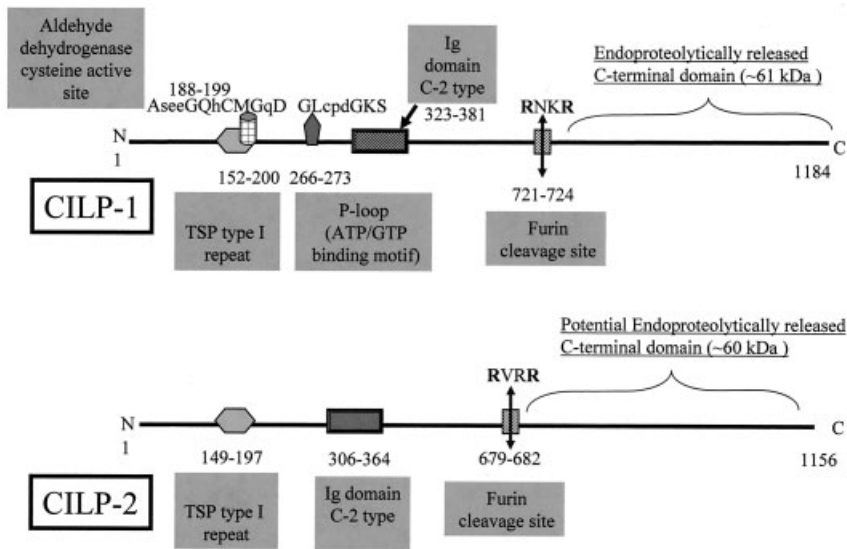 Aldehyde
dehydrogenase
cysteine active
site
188-199
AseeGQhCMGqD
GLcpdGKS
Ig
domain
C-2 type
323-381
RNKR
Endoproteolytically released
C-terminal domain (~61 kDa )
N
1
C
1184
CILP-1
152-200
266-273
721-724
TSP type I
repeat
P-loop
(ATP/GTP
binding motif)
Furin
cleavage site
Potential Endoproteolytically released
C-terminal domain (~60 kDa )
RVRR
N
1
C
1156
CILP-2
149-197
306-364
679-682
TSP type I
repeat
Ig domain
C-2 type
Furin
cleavage site